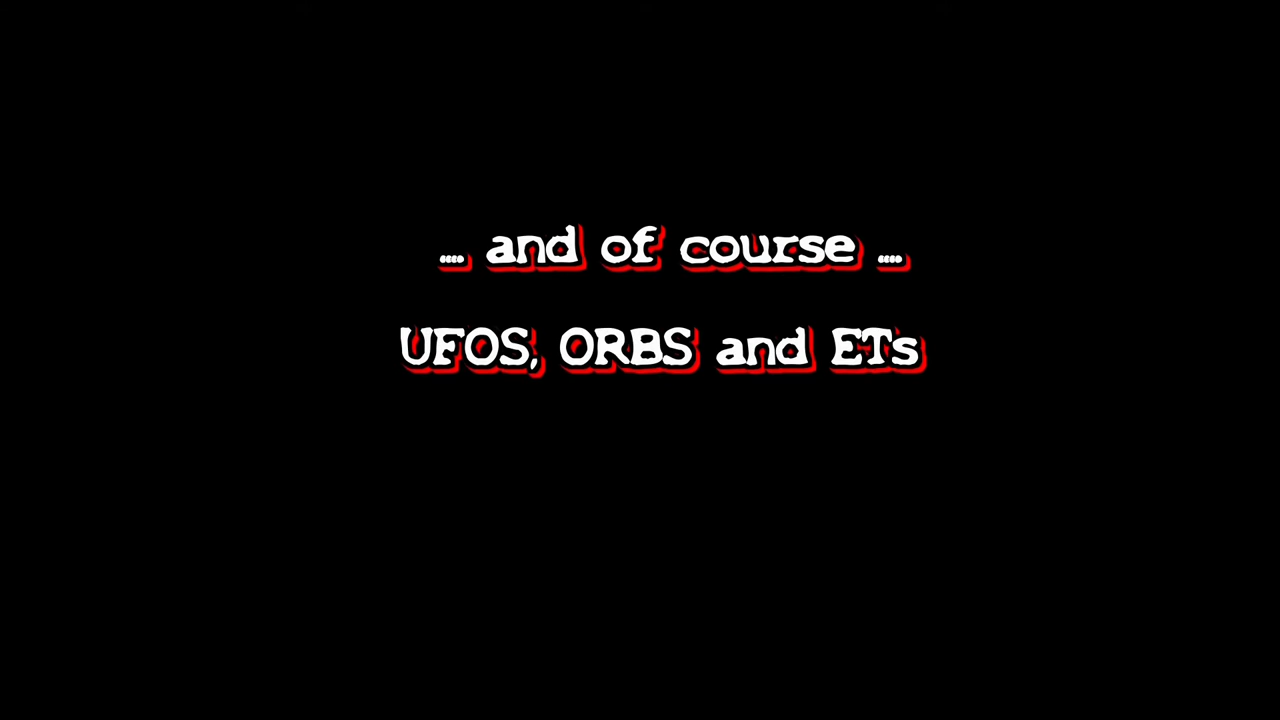 .... and of course ....
UFOS, ORBS and ETs